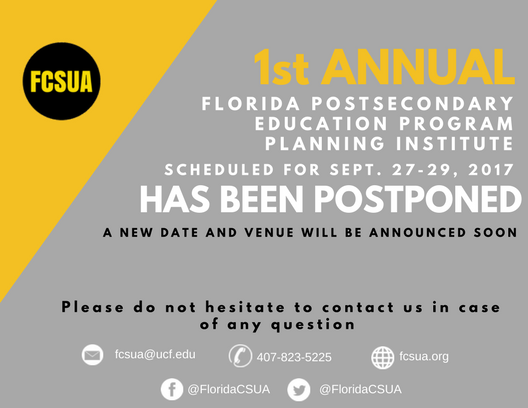 FCSUA
1st ANNUAL
FLORIDA POSTSECONDARY
EDUCATION PROGRAM
PLANNING INSTITUTE
SCHEDULED FOR SEPT. 27-29, 2017
HAS BEEN POSTPONED
A NEW DATE AND VENUE WILL BE ANNOUNCED SOON
Please do not hesitate to contact us in case
of any question
fcsua@ucf.edu 407-823-5225 fcsua.org
@FloridaCSUA @FloridaCSUA